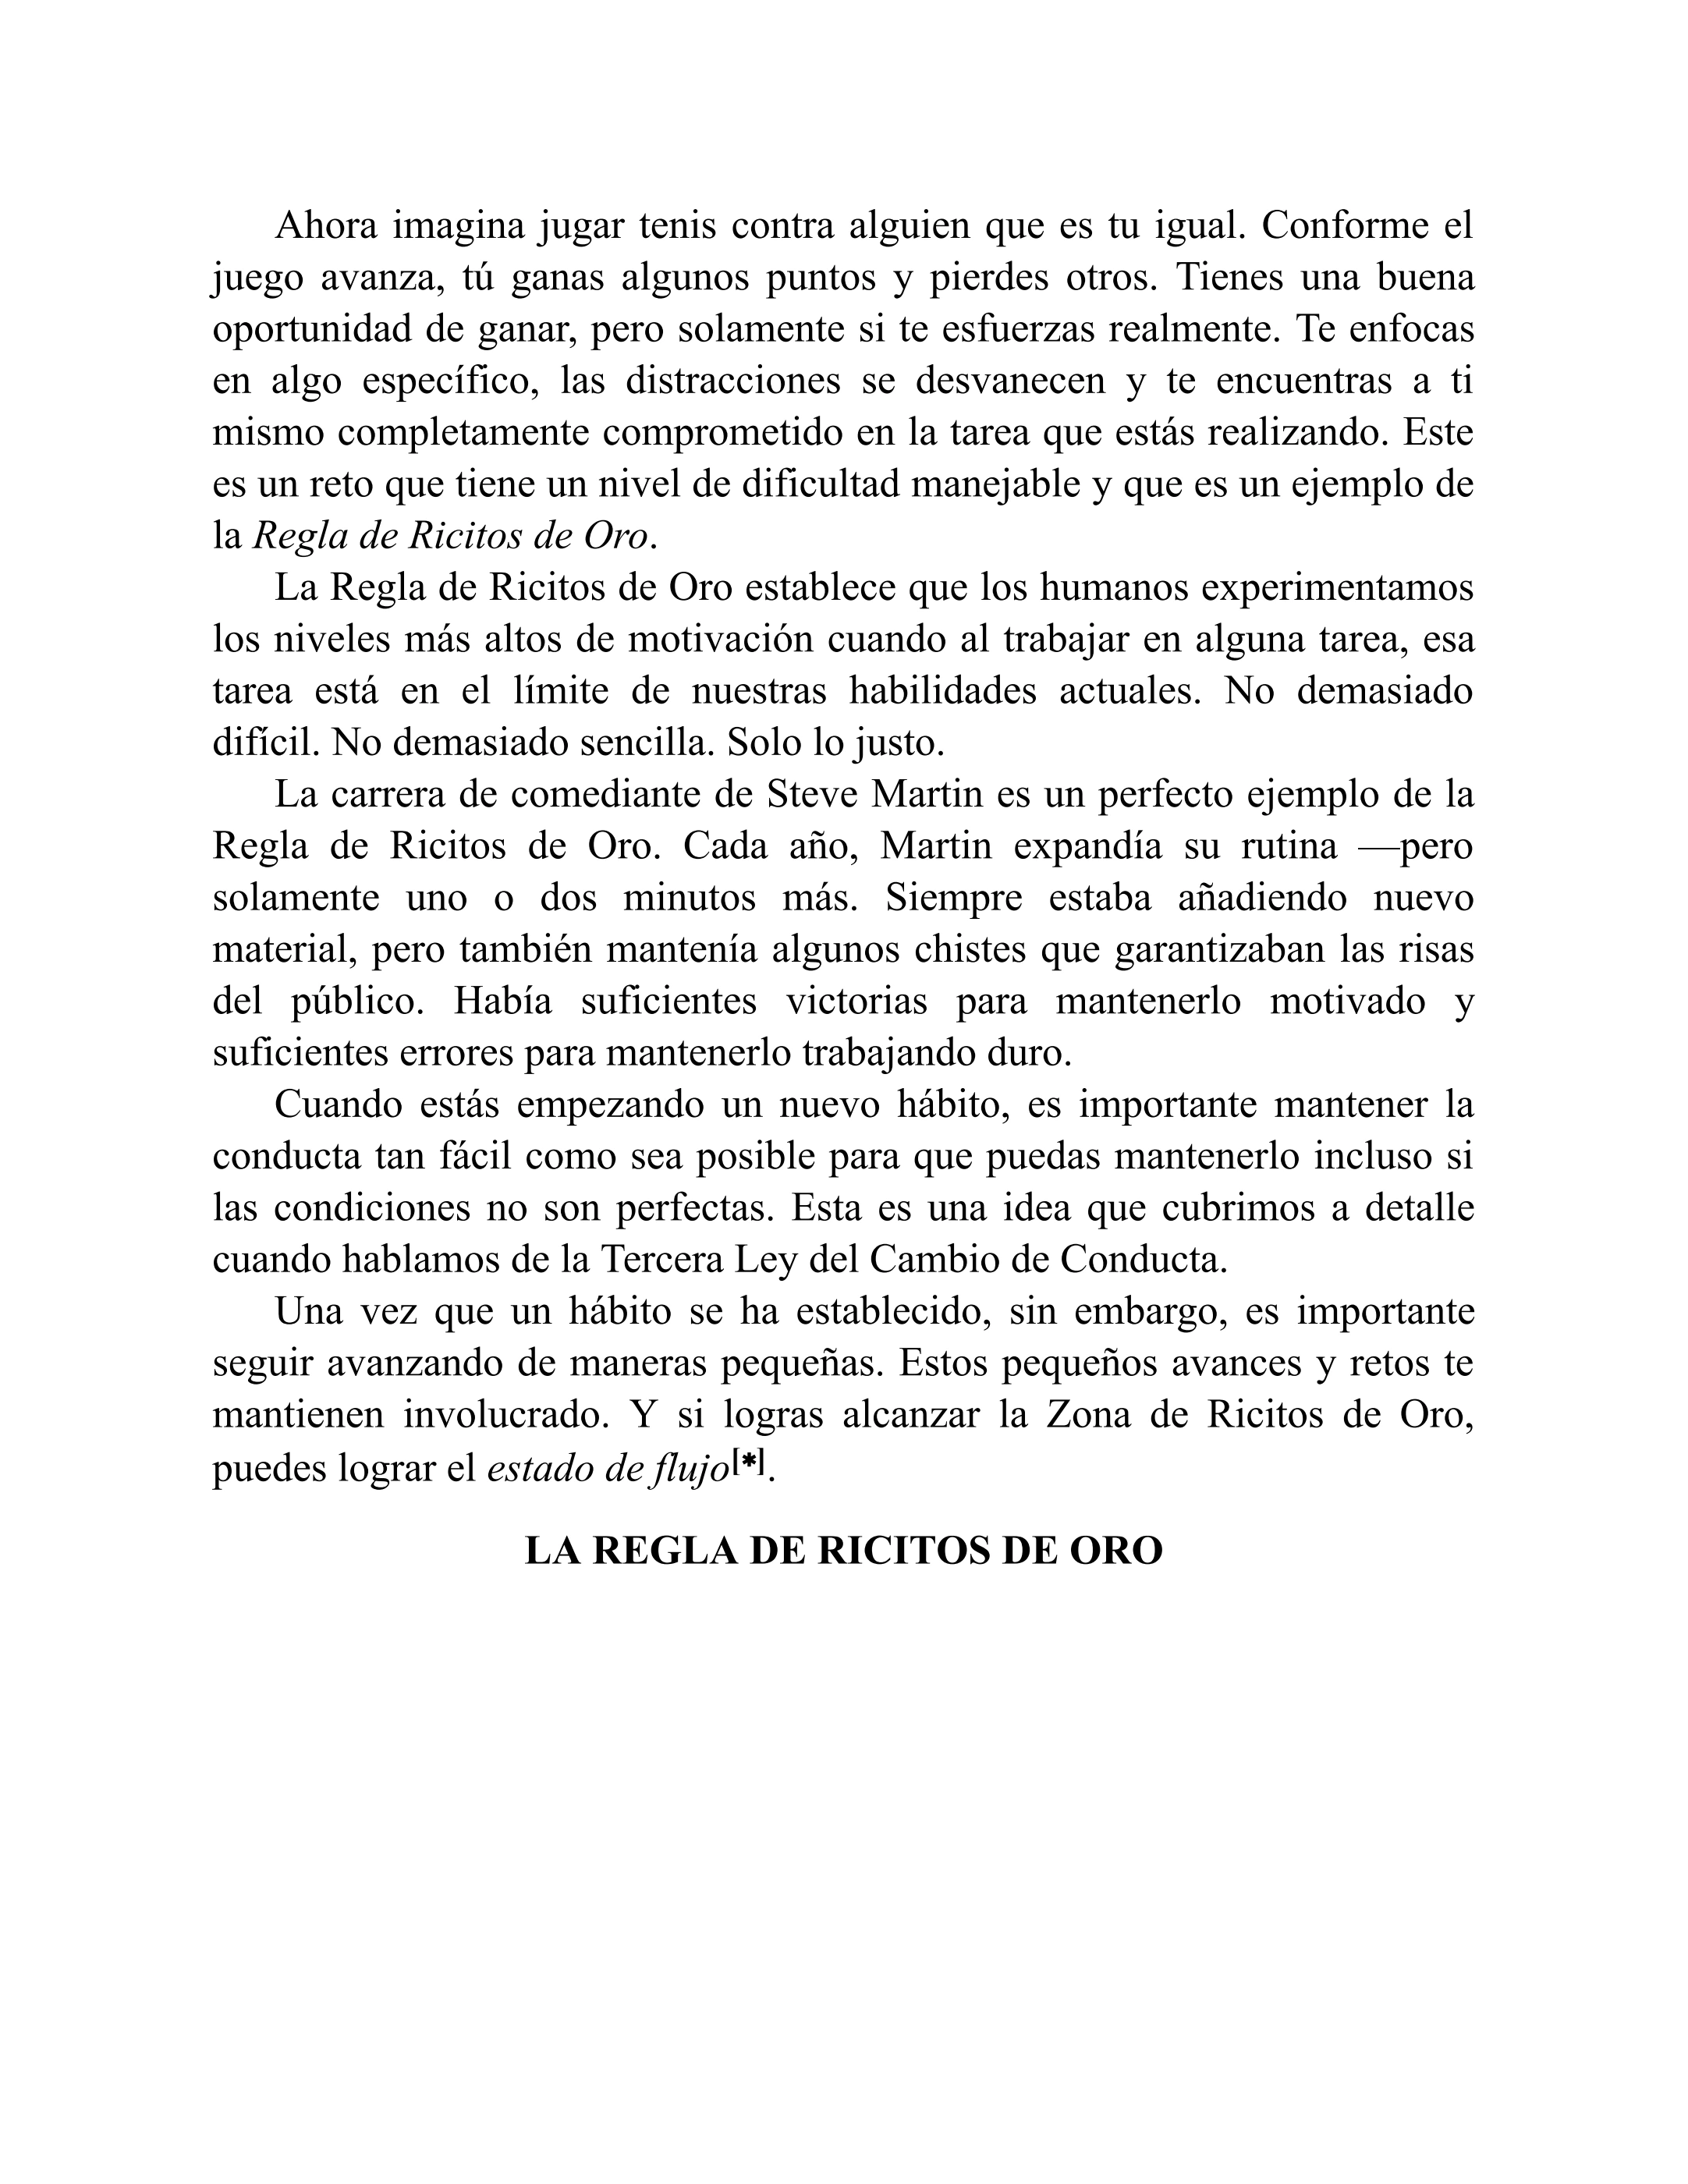 Ahora imagina jugar tenis contra alguien que es tu igual. Conforme el
juego avanza, tú ganas algunos puntos y pierdes otros. Tienes una buena
oportunidad de ganar, pero solamente si te esfuerzas realmente. Te enfocas
en algo específico, las distracciones se desvanecen y te encuentras a ti
mismo completamente comprometido en la tarea que estás realizando. Este
es un reto que tiene un nivel de dificultad manejable y que es un ejemplo de
la Regla de Ricitos de Oro.
La Regla de Ricitos de Oro establece que los humanos experimentamos
los niveles más altos de motivación cuando al trabajar en alguna tarea, esa
tarea está en el límite de nuestras habilidades actuales. No demasiado
difícil. No demasiado sencilla. Solo lo justo.
La carrera de comediante de Steve Martin es un perfecto ejemplo de la
Regla de Ricitos de Oro. Cada año, Martin expandía su rutina —pero
solamente uno o dos minutos más. Siempre estaba añadiendo nuevo
material, pero también mantenía algunos chistes que garantizaban las risas
del público. Había suficientes victorias para mantenerlo motivado y
suficientes errores para mantenerlo trabajando duro.
Cuando estás empezando un nuevo hábito, es importante mantener la
conducta tan fácil como sea posible para que puedas mantenerlo incluso si
las condiciones no son perfectas. Esta es una idea que cubrimos a detalle
cuando hablamos de la Tercera Ley del Cambio de Conducta.
Una vez que un hábito se ha establecido, sin embargo, es importante
seguir avanzando de maneras pequeñas. Estos pequeños avances y retos te
mantienen involucrado. Y si logras alcanzar la Zona de Ricitos de Oro,
puedes lograr el estado de flujo[*].
LA REGLA DE RICITOS DE ORO